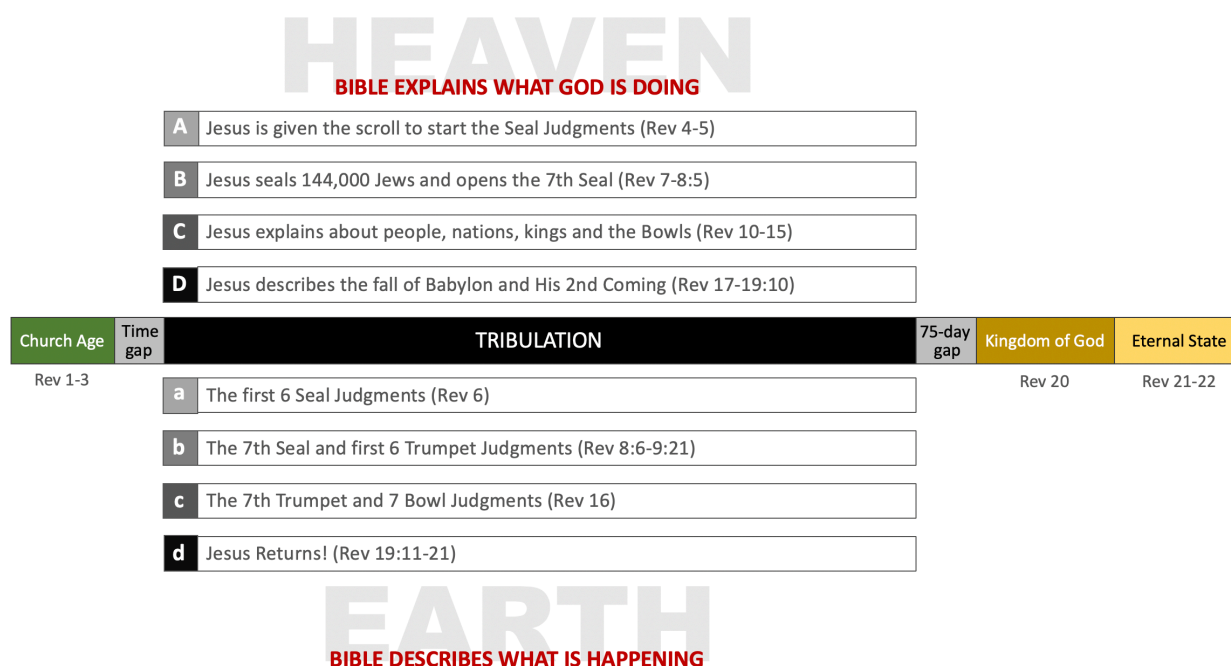 HEAVEN
BIBLE EXPLAINS WHAT GOD IS DOING
A Jesus is given the scroll to start the Seal Judgments (Rev 4-5)
B Jesus seals 144,000 Jews and opens the 7th Seal (Rev 7-8:5)
C Jesus explains about people, nations, kings and the Bowls (Rev 10-15)
D Jesus describes the fall of Babylon and His 2nd Coming (Rev 17-19:10)
Church Age
Time
gap
TRIBULATION
75-day
gap
Kingdom of God
Eternal State
Rev 1-3
Rev 20
Rev 21-22
a The first 6 Seal Judgments (Rev 6)
b The 7th Seal and first 6 Trumpet Judgments (Rev 8:6-9:21)
c The 7th Trumpet and 7 Bowl Judgments (Rev 16)
d Jesus Returns! (Rev 19:11-21)
EARTH
BIBLE DESCRIBES WHAT IS HAPPENING